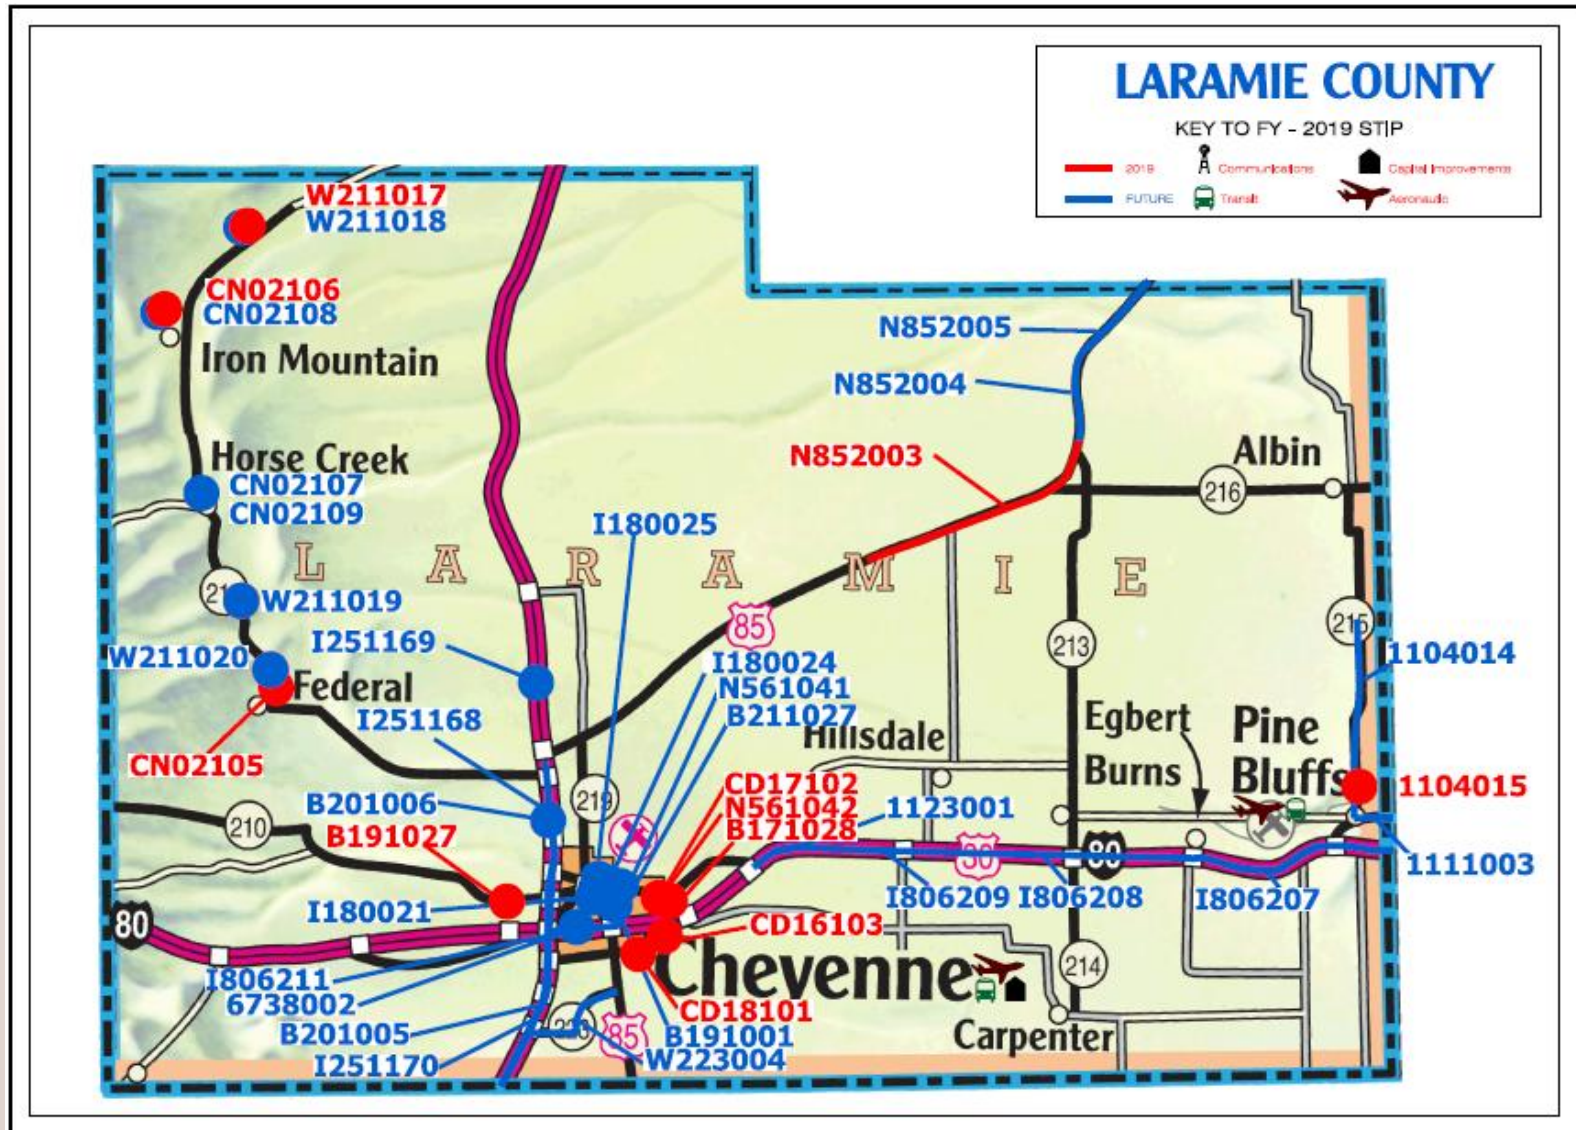 LARAMIE COUNTY
KEY TO FY - 2019 STIP
2019
Communications
Capital Improvements
FUTURE
Transit
Aeronautic
W211017
W211018
CN02106
CN02108
Iron Mountain
N852005
N852004
N852003
Albin
216
Horse Creek
CN02107
CN02109
I180025
L A R A M I E
W211019
I251169
85
213
215
W211020
Federal
I180024
N561041
B211027
1104014
I251168
CN02105
Hillsdale
Egbert
Burns
Pine
Bluffs
CD17102
N561042
B171028
1104015
B201006
219
1123001
210
B191027
30
80
1111003
I806209
I806208
I806207
I180021
80
CD16103
Cheyenne
I806211
6738002
214
CD18101
B201005
B191001
85
Carpenter
I251170
W223004